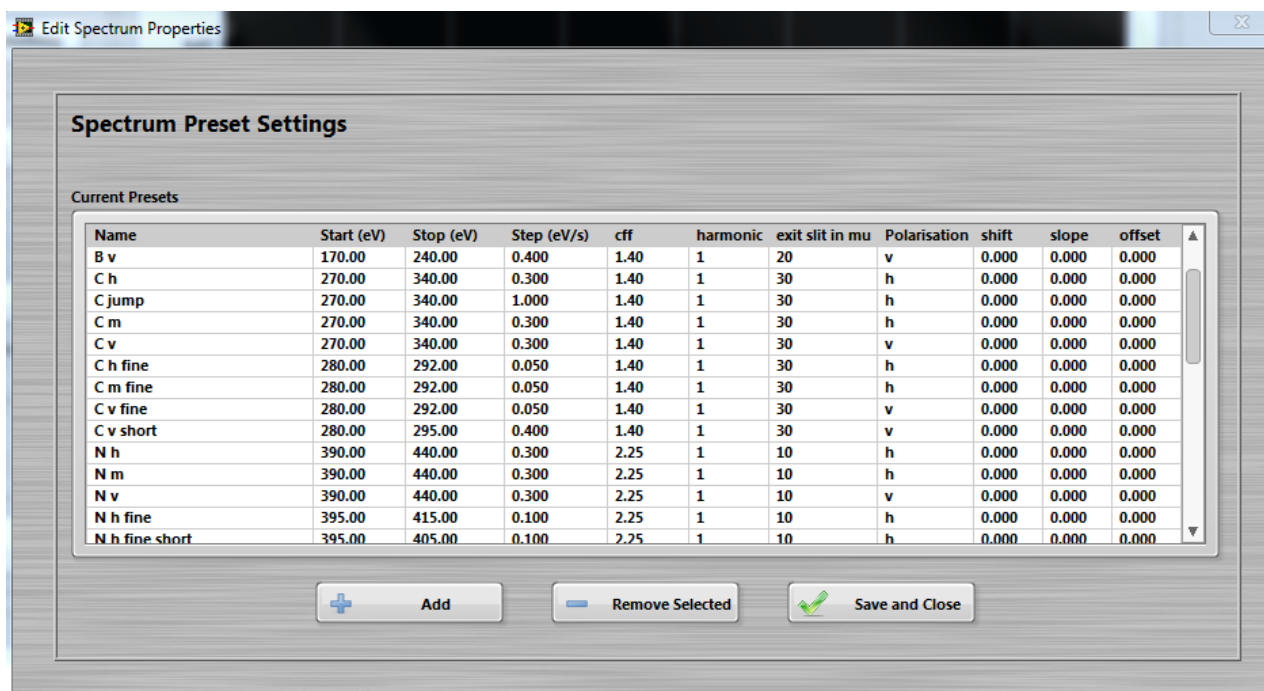 Edit Spectrum Properties
Spectrum Preset Settings
Current Presets
Name Start (eV) Stop (eV) Step (eV/s) cff harmonic exit slit in mu Polarisation shift slope offset
B v 170.00 240.00 0.400 1.40 1 20 v 0.000 0.000 0.000
C h 270.00 340.00 0.300 1.40 1 30 h 0.000 0.000 0.000
C jump 270.00 340.00 1.000 1.40 1 30 h 0.000 0.000 0.000
C m 270.00 340.00 0.300 1.40 1 30 h 0.000 0.000 0.000
C v 270.00 340.00 0.300 1.40 1 30 v 0.000 0.000 0.000
C h fine 280.00 292.00 0.050 1.40 1 30 h 0.000 0.000 0.000
C m fine 280.00 292.00 0.050 1.40 1 30 h 0.000 0.000 0.000
C v fine 280.00 292.00 0.050 1.40 1 30 v 0.000 0.000 0.000
C v short 280.00 295.00 0.400 1.40 1 30 v 0.000 0.000 0.000
N h 390.00 440.00 0.300 2.25 1 10 h 0.000 0.000 0.000
N m 390.00 440.00 0.300 2.25 1 10 h 0.000 0.000 0.000
N v 390.00 440.00 0.300 2.25 1 10 v 0.000 0.000 0.000
N h fine 395.00 415.00 0.100 2.25 1 10 h 0.000 0.000 0.000
N h fine short 395.00 405.00 0.100 2.25 1 10 h 0.000 0.000 0.000
Add Remove Selected Save and Close